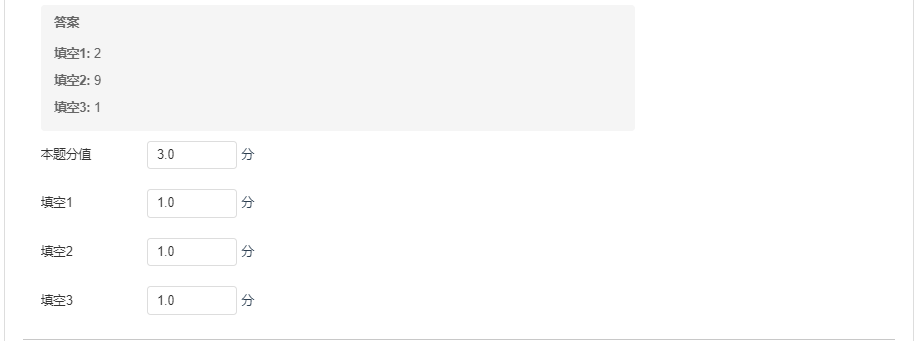 答案
填空1: 2
填空2: 9
填空3: 1
本题分值 3.0 分
填空1 1.0 分
填空2 1.0 分
填空3 1.0 分